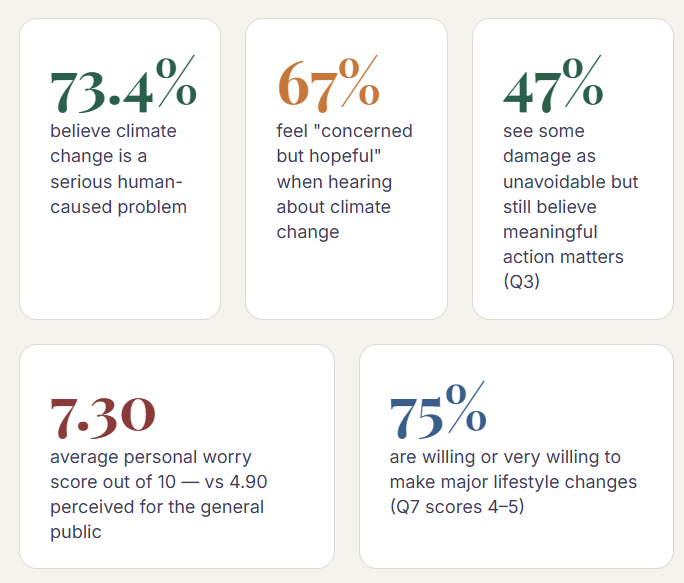 73.4%
believe climate
change is a
serious human-
caused problem
67%
feel "concerned
but hopeful"
when hearing
about climate
change
47%
see some
damage as
unavoidable but
still believe
meaningful
action matters
(Q3)
7.30
average personal worry
score out of 10 — vs 4.90
perceived for the general
public
75%
are willing or very willing to
make major lifestyle changes
(Q7 scores 4–5)